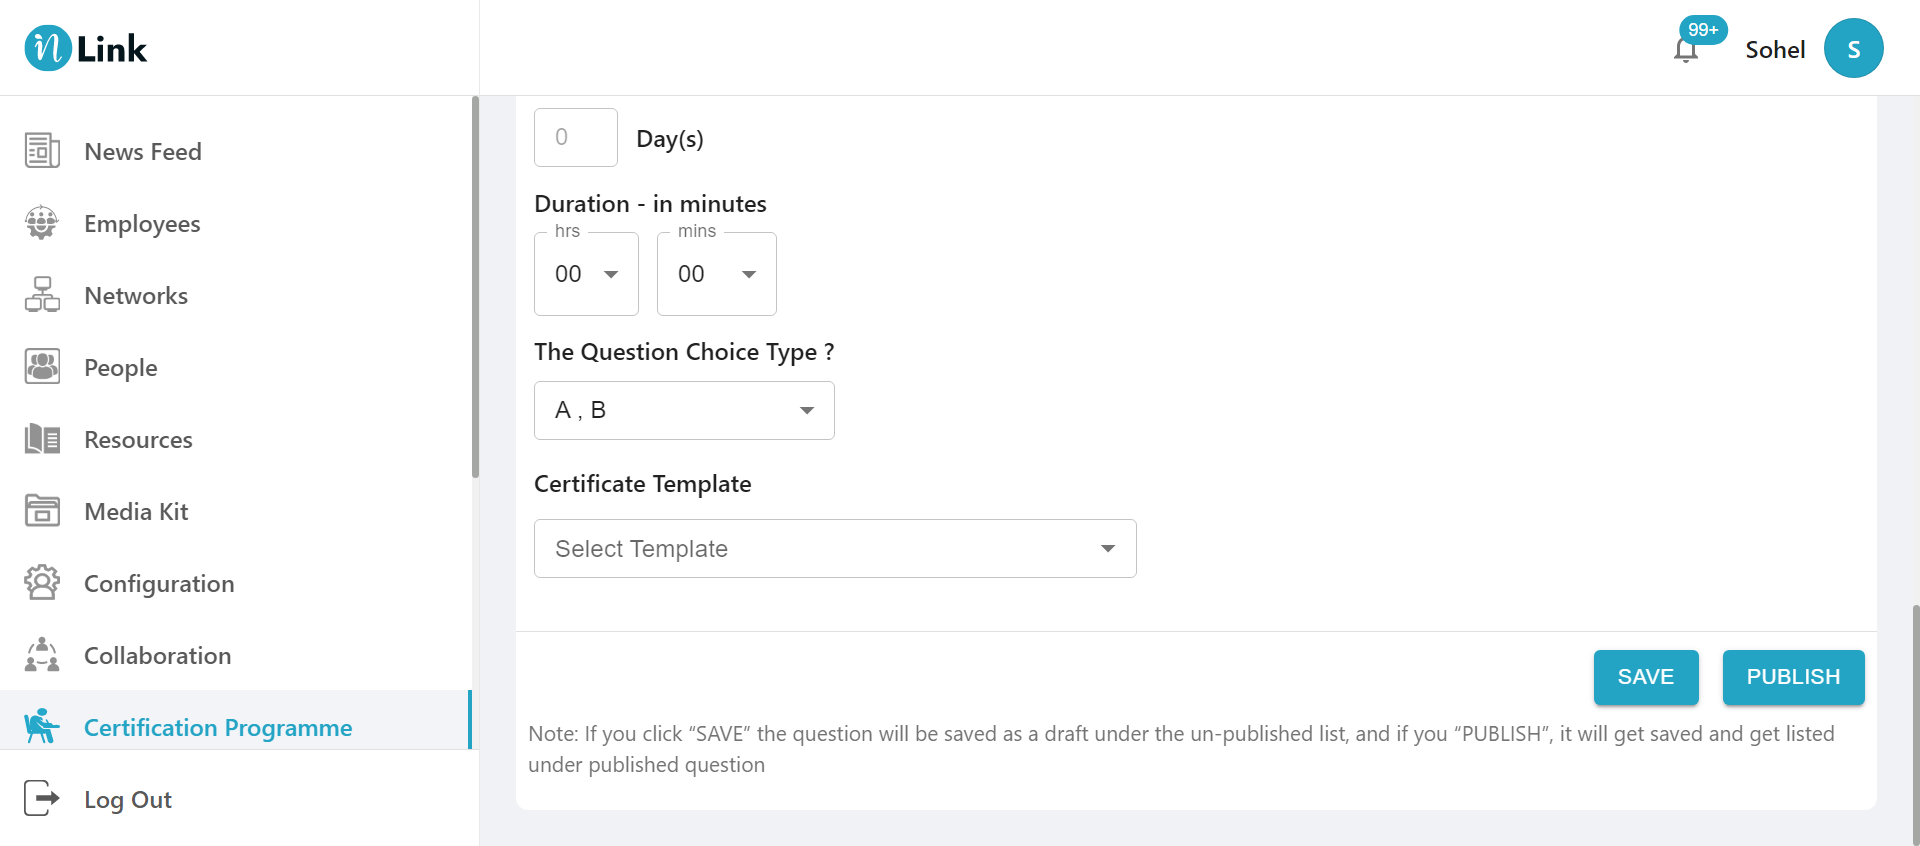 n Link
99+
Sohel
S
News Feed
Employees
Networks
People
Resources
Media Kit
Configuration
Collaboration
Certification Programme
Log Out
0
Day(s)
Duration - in minutes
hrs
mins
00
00
The Question Choice Type ?
A , B
Certificate Template
Select Template
SAVE
PUBLISH
Note: If you click “SAVE” the question will be saved as a draft under the un-published list, and if you “PUBLISH”, it will get saved and get listed
under published question